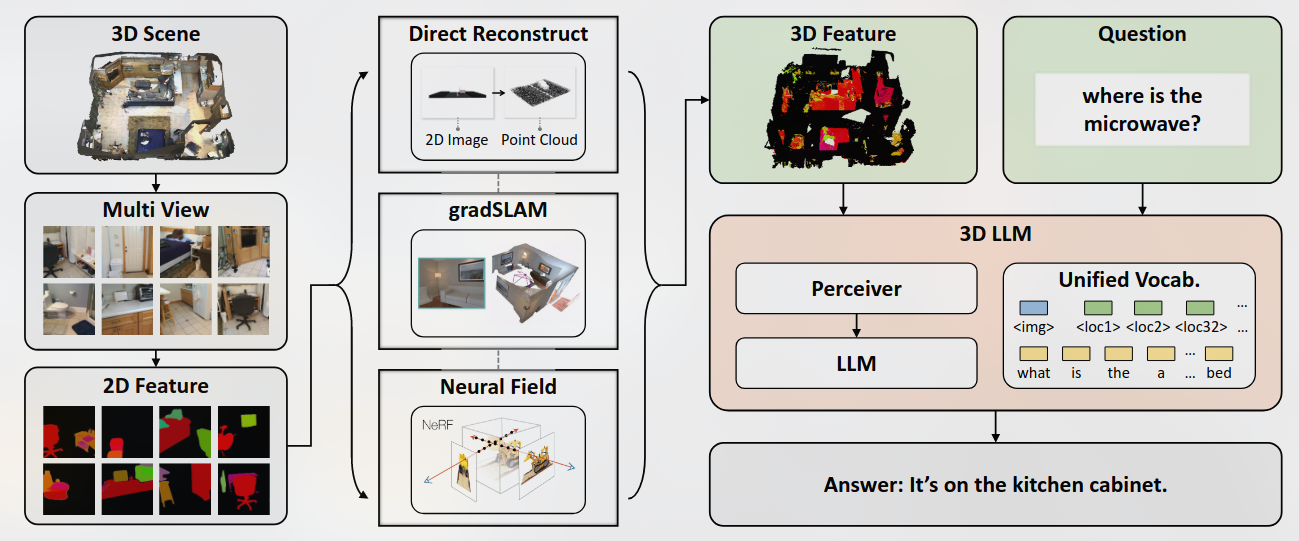 3D Scene
Multi View
2D Feature
Direct Reconstruct
2D Image
Point Cloud
gradSLAM
Neural Field
NeRF
3D Feature
Question
where is the
microwave?
3D LLM
Perceiver
LLM
Unified Vocab.
...
<img> <loc1> <loc2> <loc32> ...
...
what is the a ... bed
Answer: It's on the kitchen cabinet.